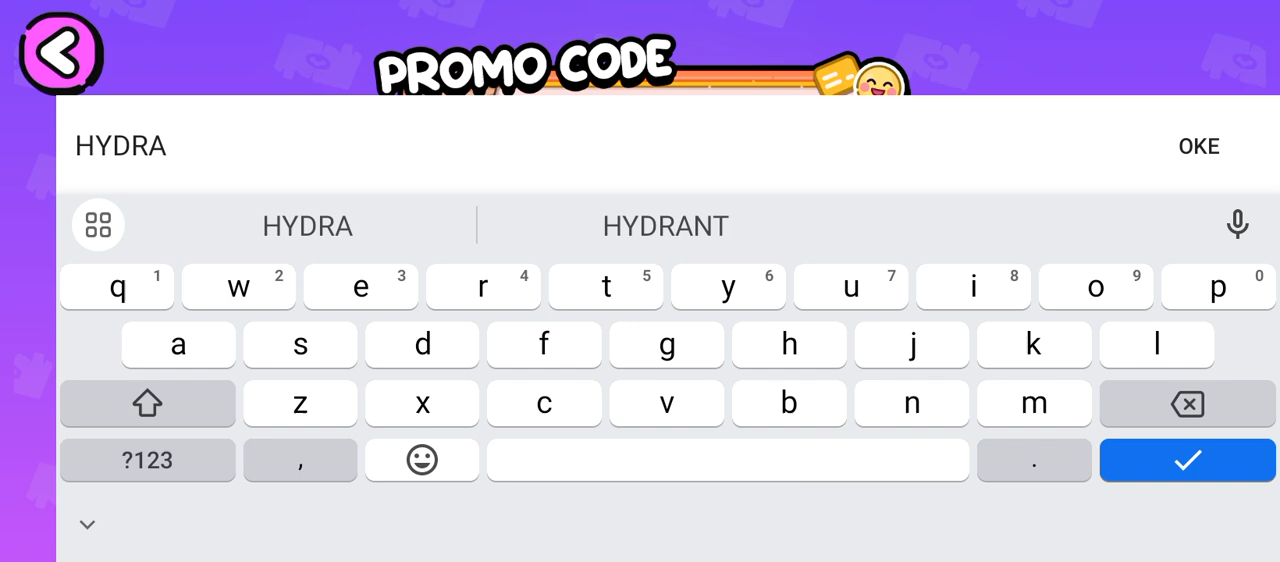 PROMO CODE
HYDRA
OKE
HYDRA HYDRANT
q 1 w 2 e 3 r 4 t 5 y 6 u 7 i 8 o 9 p 0
a s d f g h j k l
z x c v b n m
?123 , .